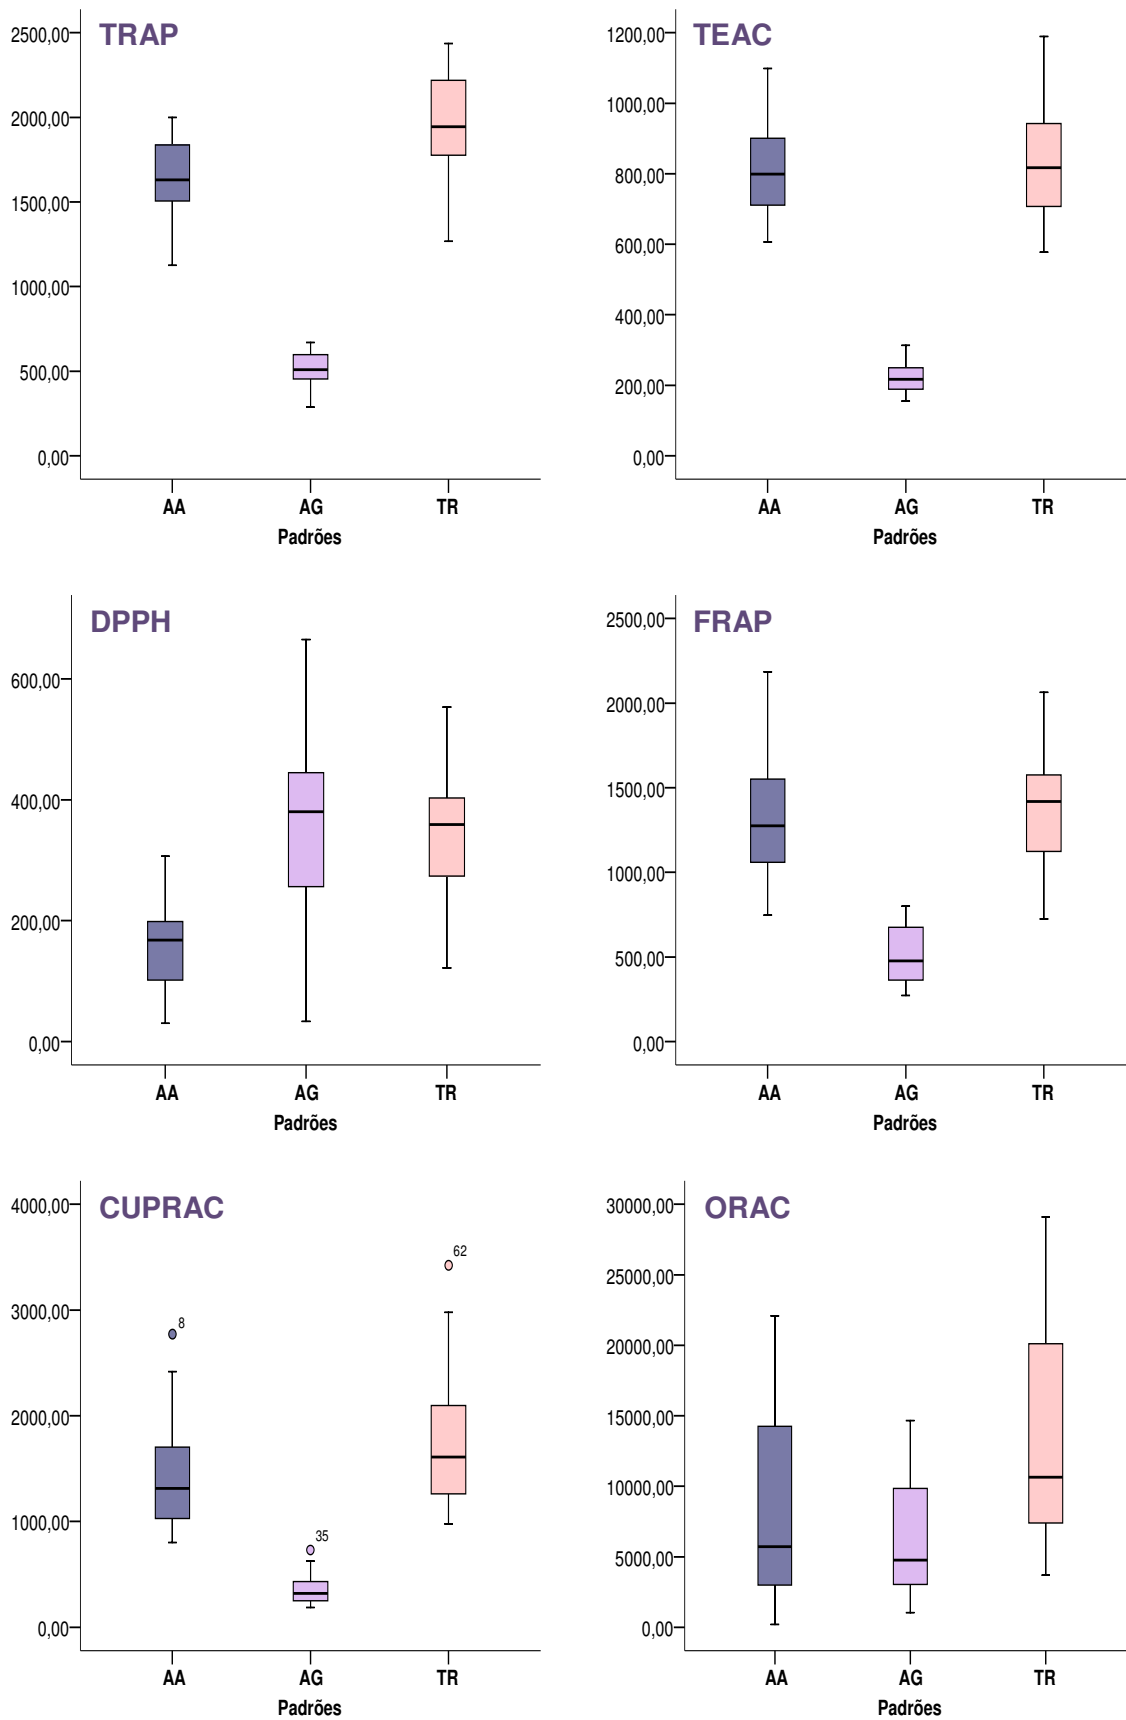 TRAP
2500,00
2000,00
1500,00
1000,00
500,00
0,00
AA AG TR
Padrões
TEAC
1200,00
1000,00
800,00
600,00
400,00
200,00
0,00
AA AG TR
Padrões
DPPH
600,00
400,00
200,00
0,00
AA AG TR
Padrões
FRAP
2500,00
2000,00
1500,00
1000,00
500,00
0,00
AA AG TR
Padrões
CUPRAC
4000,00
3000,00
2000,00
1000,00
0,00
62
8
35
AA AG TR
Padrões
ORAC
30000,00
25000,00
20000,00
15000,00
10000,00
5000,00
0,00
AA AG TR
Padrões